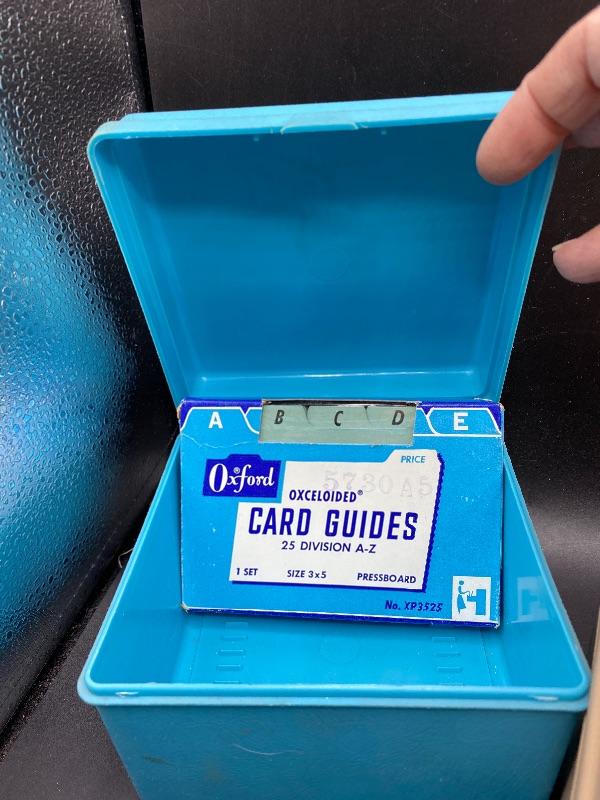 A B C D E
Oxford®
PRICE
5730 A5
OXCELOIDED®
CARD GUIDES
25 DIVISION A-Z
1 SET SIZE 3x5 PRESSBOARD
No. XP3525